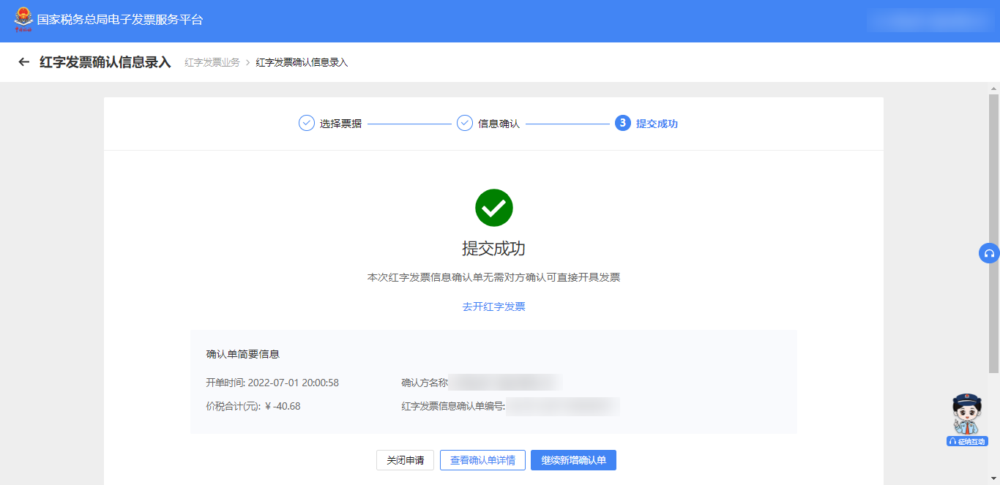 国家税务总局电子发票服务平台
红字发票确认信息录入 红字发票业务 > 红字发票确认信息录入
选择票据 信息确认 3 提交成功
提交成功
本次红字发票信息确认单无需对方确认可直接开具发票
去开红字发票
确认单简要信息
开单时间: 2022-07-01 20:00:58 确认方名称
价税合计(元): ￥-40.68 红字发票信息确认单编号:
征纳互动
关闭申请 查看确认单详情 继续新增确认单